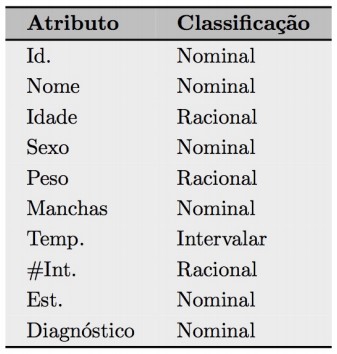 Atributo Classificação
Id. Nominal
Nome Nominal
Idade Racional
Sexo Nominal
Peso Racional
Manchas Nominal
Temp. Intervalar
#Int. Racional
Est. Nominal
Diagnóstico Nominal